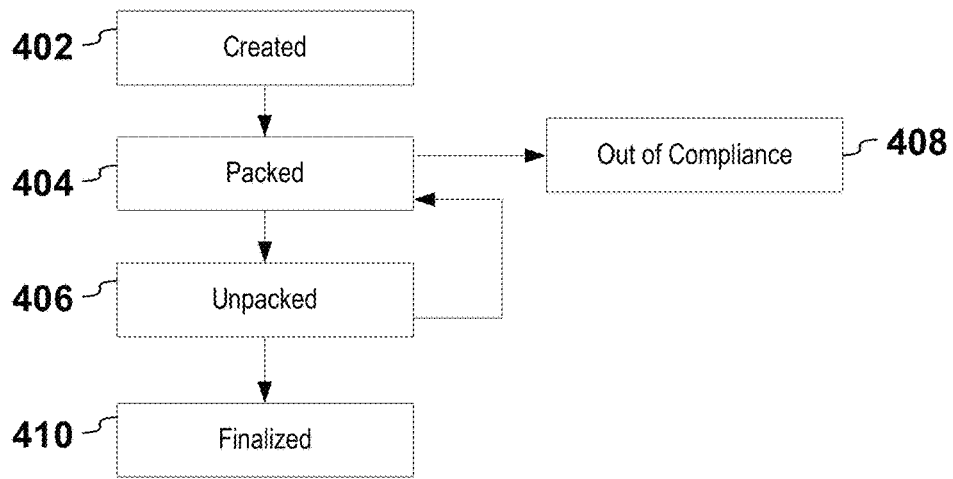 402 Created
404 Packed
Out of Compliance 408
406 Unpacked
410 Finalized